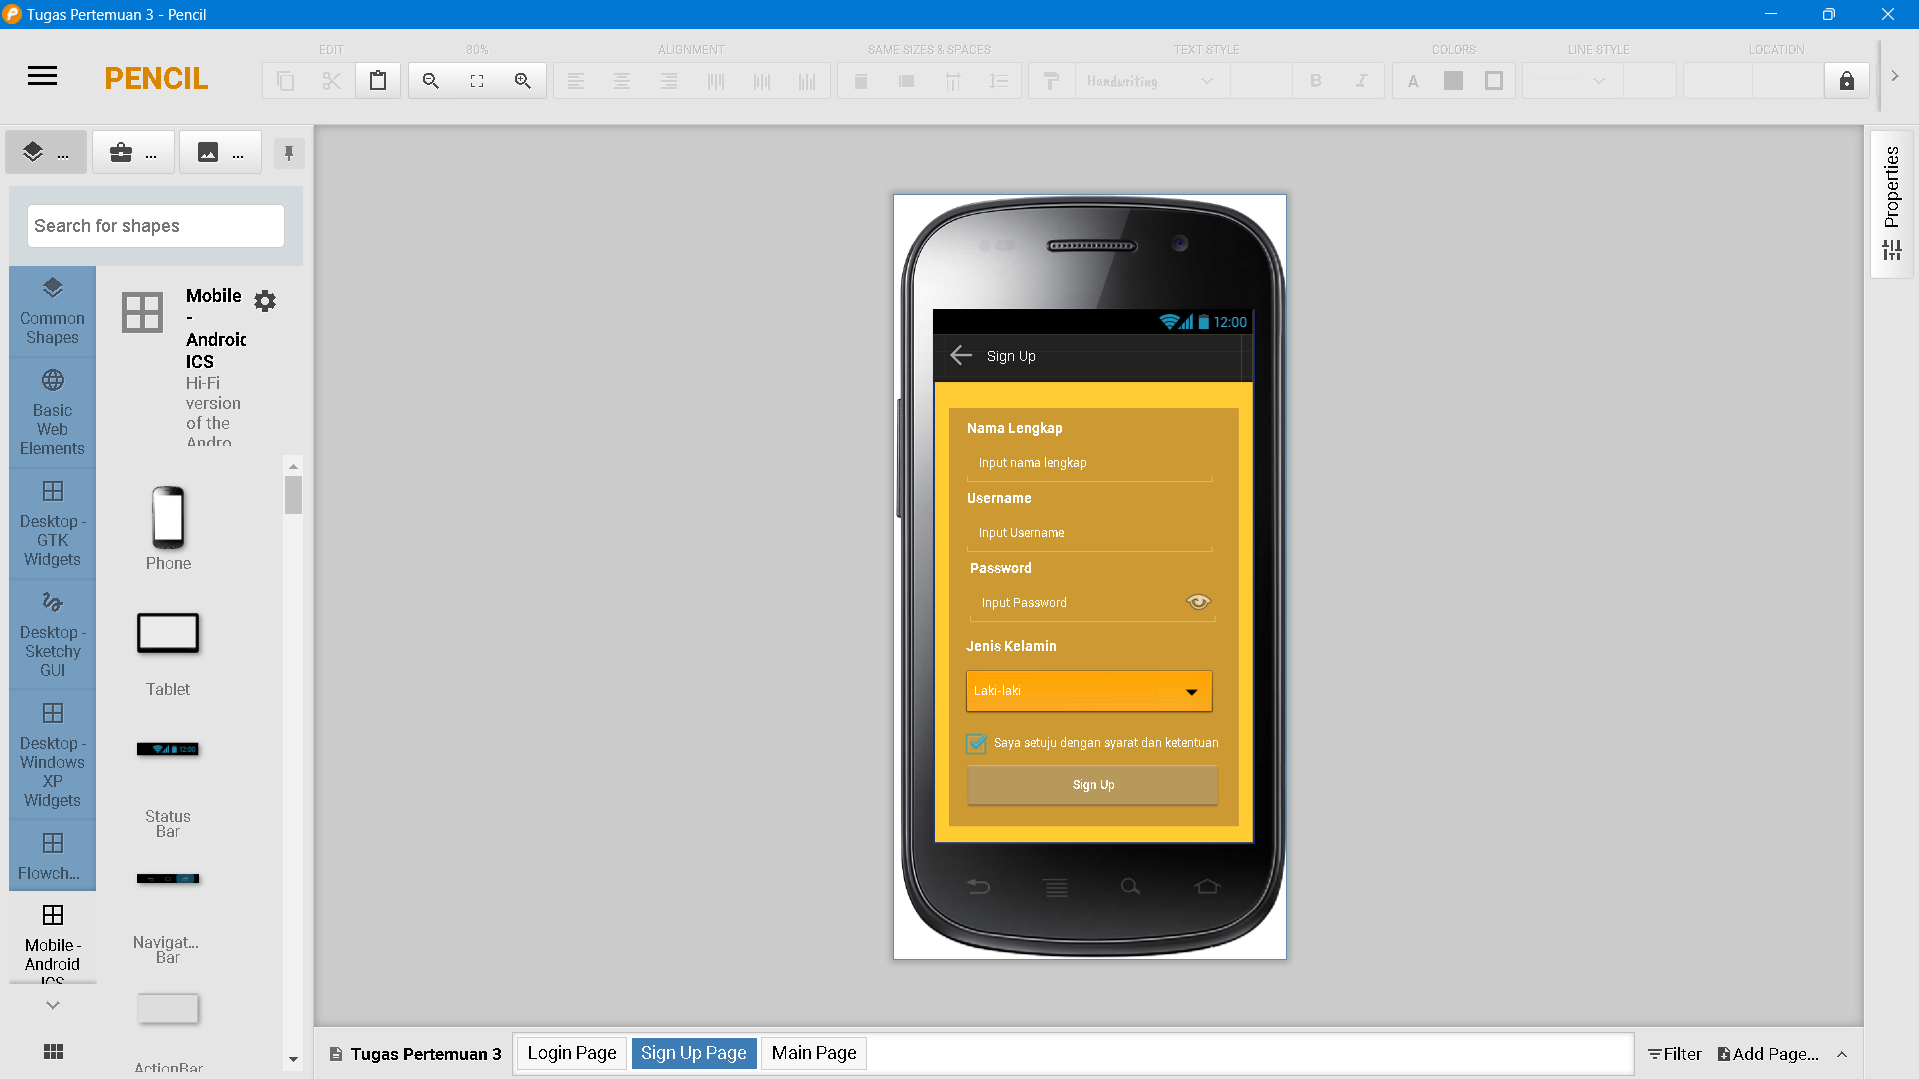 Tugas Pertemuan 3 - Pencil
EDIT
80%
ALIGNMENT
SAME SIZES & SPACES
TEXT STYLE
COLORS
LINE STYLE
LOCATION
PENCIL
Handwriting
B
I
A
...
...
...
Search for shapes
Common
Shapes
Basic
Web
Elements
Desktop -
GTK
Widgets
Desktop -
Sketchy
GUI
Desktop -
Windows
XP
Widgets
Flowch...
Mobile -
Android
ICS
Mobile
-
Android
ICS
Hi-Fi
version
of the
Andro
Phone
Tablet
12:00
Status
Bar
Navigat...
Bar
ActionBar
12:00
Sign Up
Nama Lengkap
Input nama lengkap
Username
Input Username
Password
Input Password
Jenis Kelamin
Laki-laki
Saya setuju dengan syarat dan ketentuan
Sign Up
Properties
Tugas Pertemuan 3
Login Page
Sign Up Page
Main Page
Filter
Add Page...